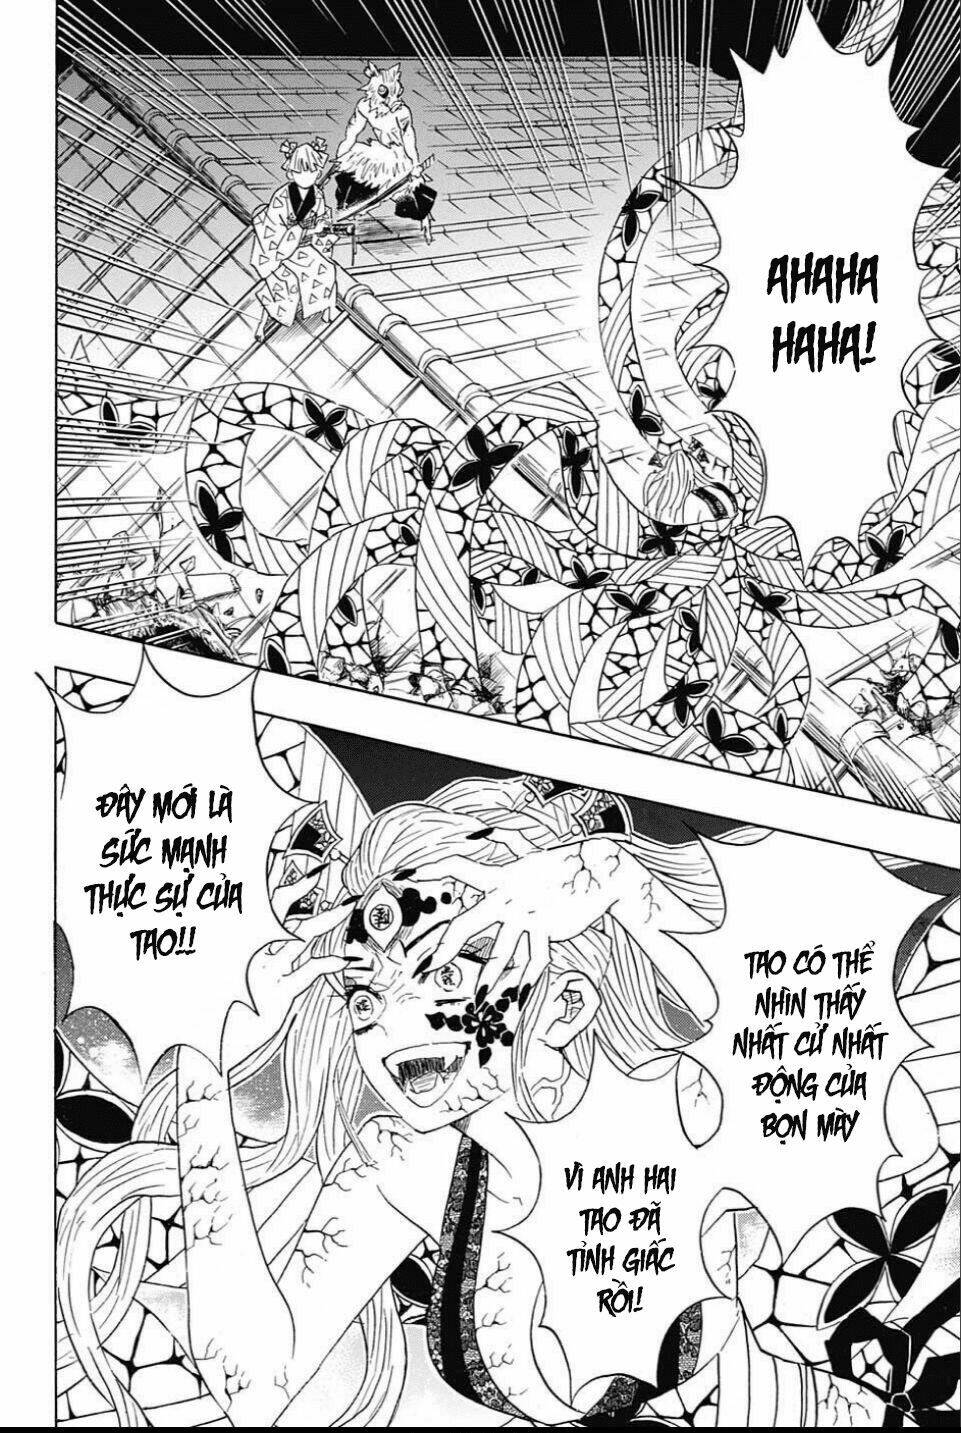 AHAHA
HAHA!
TAO CÓ THỂ
NHÌN THẤY
NHẤT CỬ NHẤT
ĐỘNG CỦA
BỌN MÀY
VÌ ANH HAI
TAO ĐÃ
TỈNH GIẤC
RỒI!
ĐÂY MỚI LÀ
SỨC MẠNH
THỰC SỰ CỦA
TAO!!